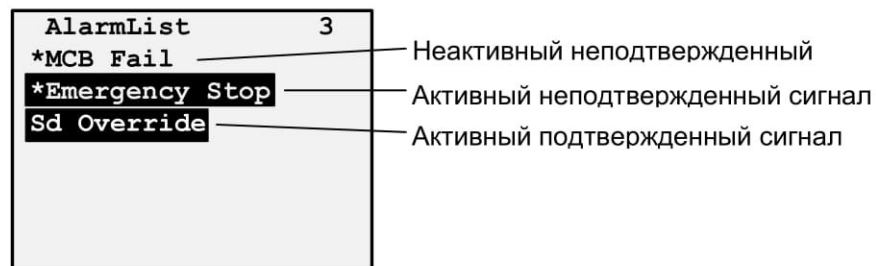 AlarmList 3
*MCB Fail
*Emergency Stop
Sd Override
Неактивный неподтвержденный
Активный неподтвержденный сигнал
Активный подтвержденный сигнал